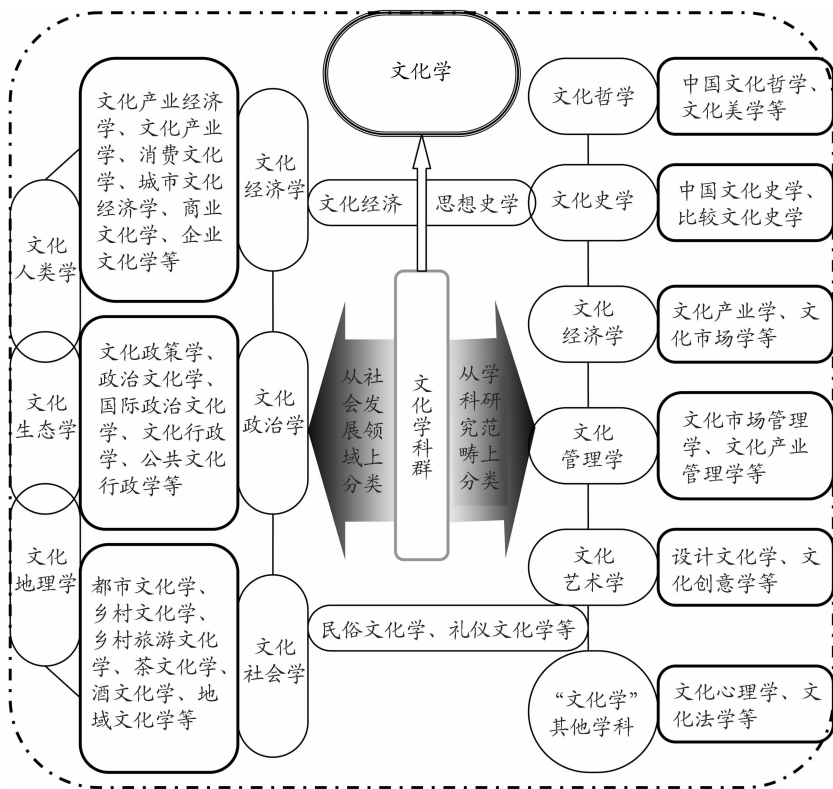 文化学
文化产业经济
学、文化产业
学、消费文化
学、城市文化
经济学、商业
文化学、企业
文化学等
文化
经济学
文化
人类学
文化政策学、
政治文化学、
国际政治文化
学、文化行政
学、公共文化
行政学等
文化
政治学
文化
生态学
文化
地理学
都市文化学、
乡村文化学、
乡村旅游文化
学、茶文化学、
酒文化学、地
域文化学等
文化
社会学
文化经济
思想史学
从社
会发
展领
域上
分类
文化学科群
从学
科研
究范
畴上
分类
民俗文化学、礼仪文化学等
文化哲学
中国文化哲学、
文化美学等
文化史学
中国文化史学、
比较文化史学
文化
经济学
文化产业学、文
化市场学等
文化
管理学
文化市场管理
学、文化产业
管理学等
文化
艺术学
设计文化学、文
化创意学等
“文化学”
其他学科
文化心理学、文
化法学等